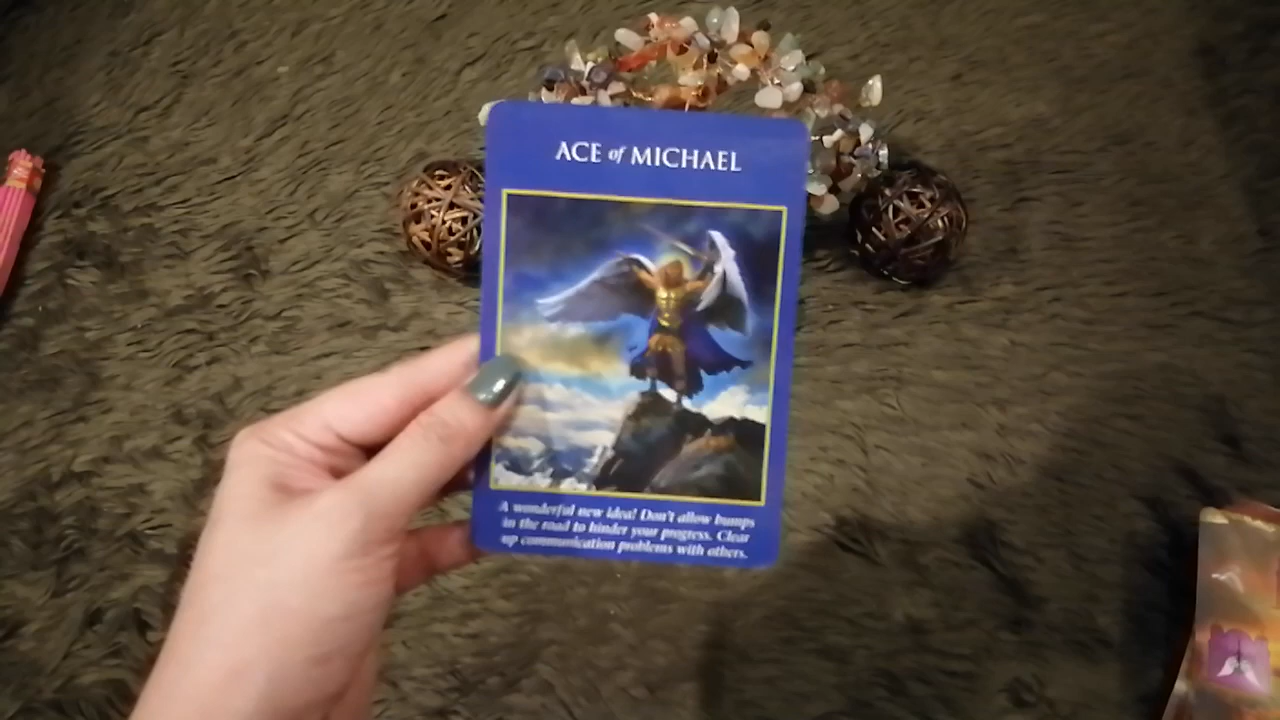 ACE of MICHAEL
A wonderful new idea! Don't allow bumps
in the road to hinder your progress. Clear
up communication problems with others.